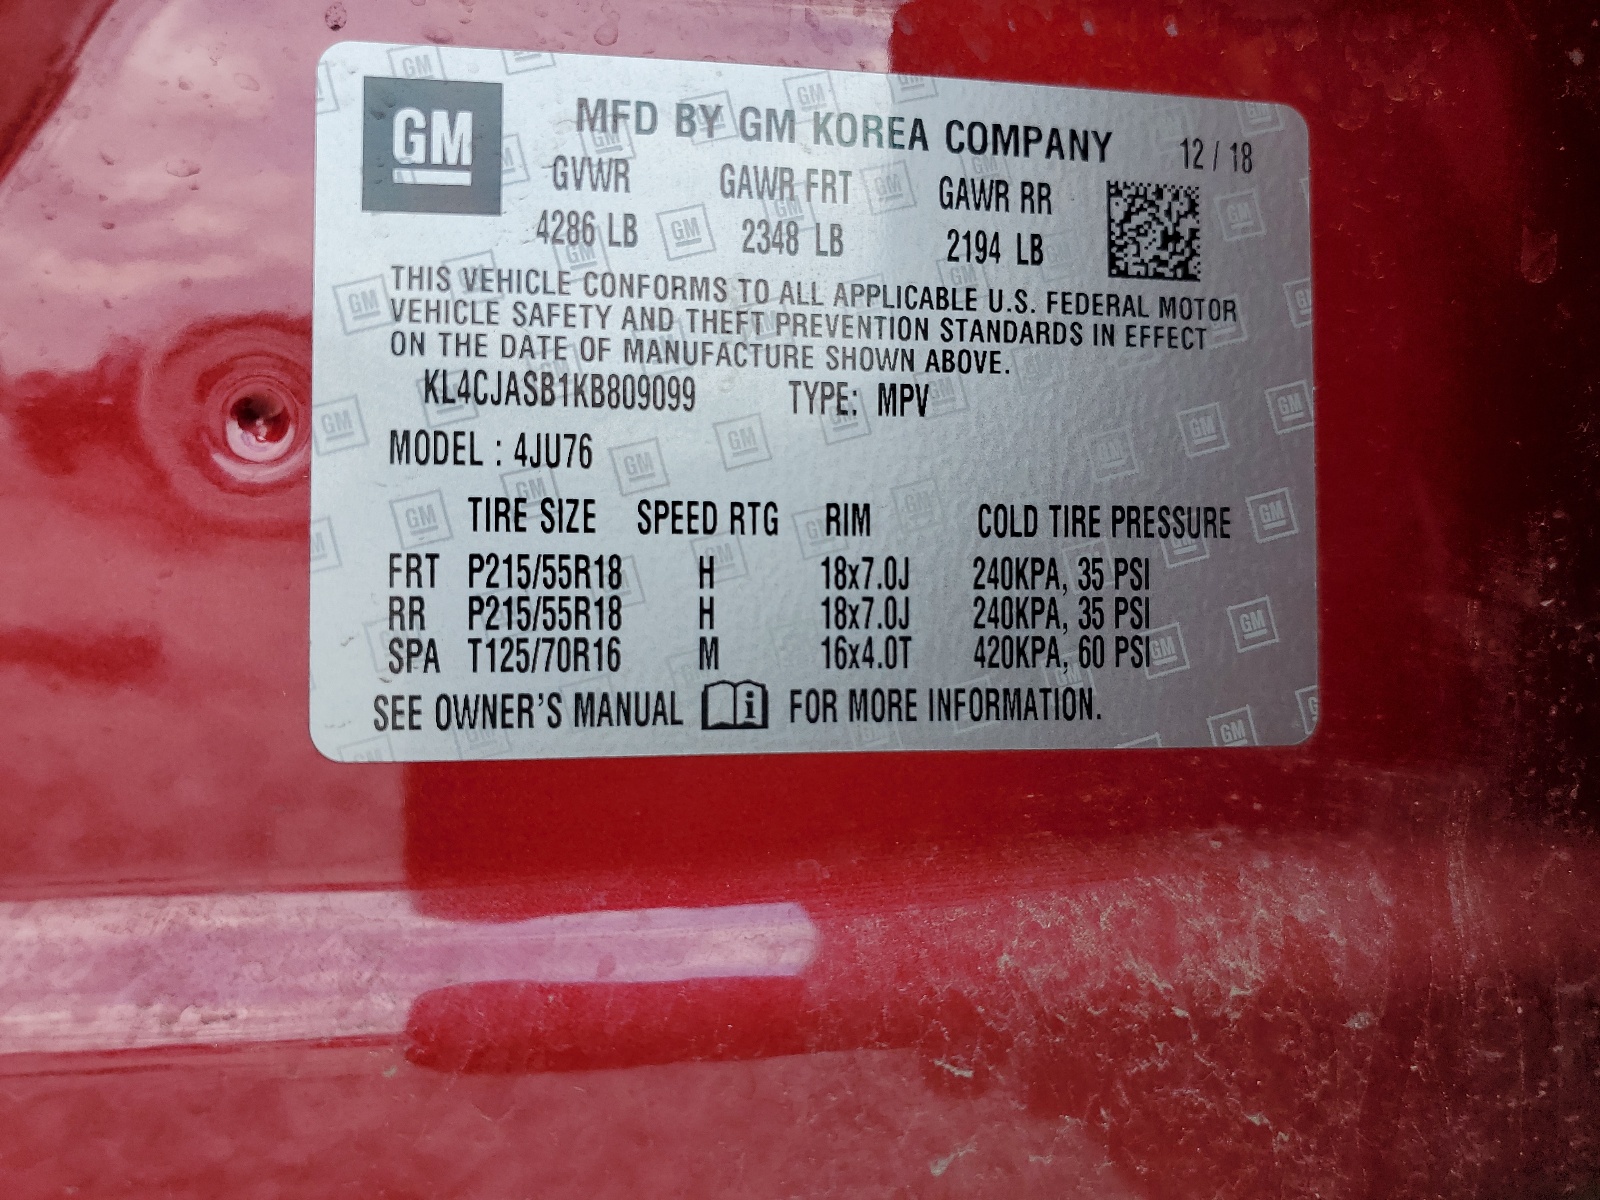 GM
MFD BY GM KOREA COMPANY 12 / 18
GVWR GAWR FRT GAWR RR
4286 LB 2348 LB 2194 LB
THIS VEHICLE CONFORMS TO ALL APPLICABLE U.S. FEDERAL MOTOR
VEHICLE SAFETY AND THEFT PREVENTION STANDARDS IN EFFECT
ON THE DATE OF MANUFACTURE SHOWN ABOVE.
KL4CJASB1KB809099 TYPE: MPV
MODEL : 4JU76
TIRE SIZE SPEED RTG RIM COLD TIRE PRESSURE
FRT P215/55R18 H 18x7.0J 240KPA, 35 PSI
RR P215/55R18 H 18x7.0J 240KPA, 35 PSI
SPA T125/70R16 M 16x4.0T 420KPA, 60 PSI
SEE OWNER'S MANUAL i FOR MORE INFORMATION.